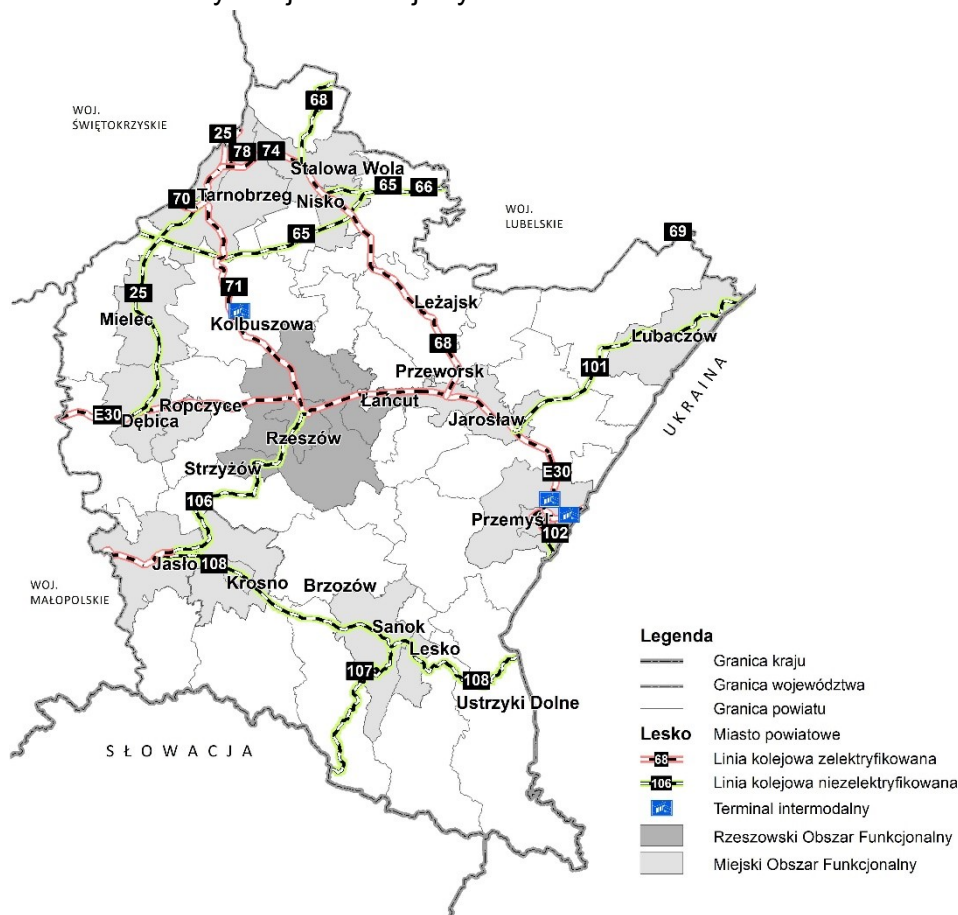 68
WOJ.
ŚWIĘTOKRZYSKIE
25
78
74
Stalowa Wola
65
66
70
Tarnobrzeg
Nisko
WOJ.
LUBELSKIE
69
65
25
71
Leżajsk
Mielec
Kolbuszowa
Lubaczów
68
101
Przeworsk
UKRAINA
Łańcut
Ropczyce
E30
Dębica
Jarosław
Rzeszów
Strzyżów
E30
106
Przemyśl
102
Jasło
108
WOJ.
MAŁOPOLSKIE
Krosno
Brzozów
Sanok
Lesko
107
108
Ustrzyki Dolne
SŁOWACJA
Legenda
Granica kraju
Granica województwa
Granica powiatu
Lesko Miasto powiatowe
68 Linia kolejowa zelektryfikowana
106 Linia kolejowa niezelektryfikowana
Terminal intermodalny
Rzeszowski Obszar Funkcjonalny
Miejski Obszar Funkcjonalny